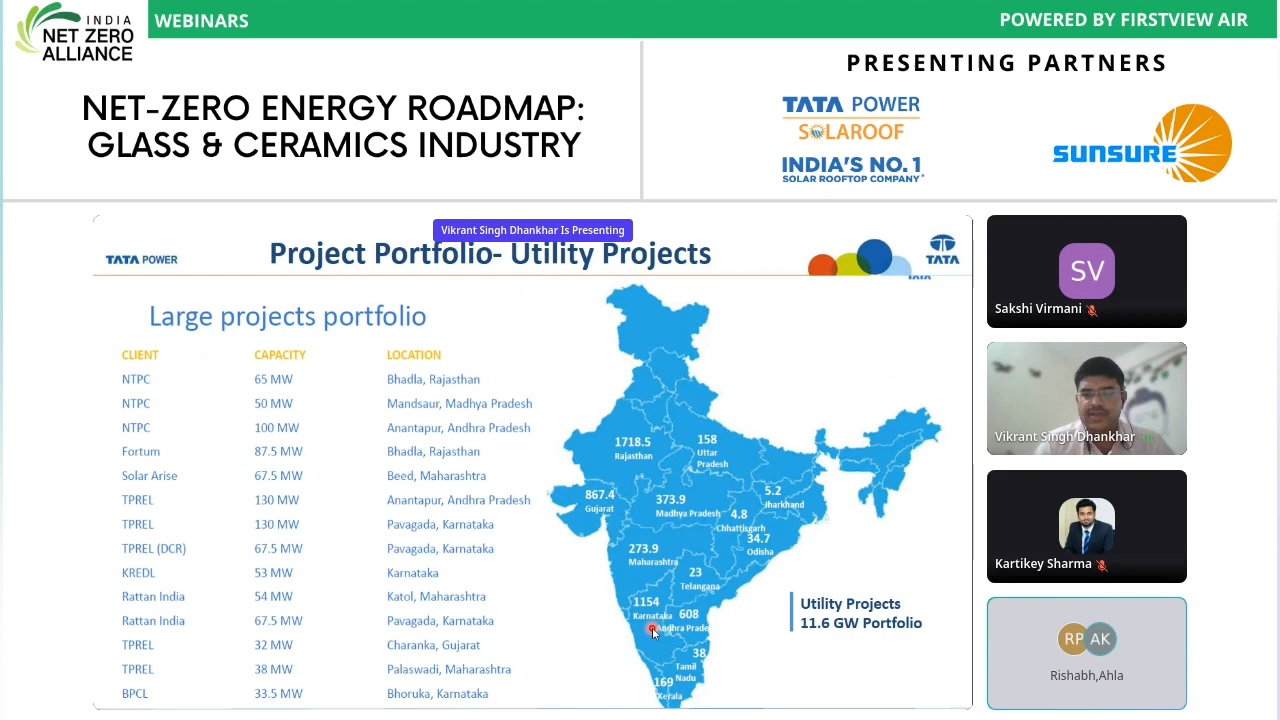 INDIA
NET ZERO
ALLIANCE
WEBINARS
POWERED BY FIRSTVIEW AIR
NET-ZERO ENERGY ROADMAP:
GLASS & CERAMICS INDUSTRY
PRESENTING PARTNERS
TATA POWER
SOLAROOF
INDIA'S NO.1
SOLAR ROOFTOP COMPANY*
SUNSURE
Vikrant Singh Dhankhar Is Presenting
TATA POWER
Project Portfolio- Utility Projects
TATA
Large projects portfolio
CLIENT CAPACITY LOCATION
NTPC 65 MW Bhadla, Rajasthan
NTPC 50 MW Mandsaur, Madhya Pradesh
NTPC 100 MW Anantapur, Andhra Pradesh
Fortum 87.5 MW Bhadla, Rajasthan
Solar Arise 67.5 MW Beed, Maharashtra
TPREL 130 MW Anantapur, Andhra Pradesh
TPREL 130 MW Pavagada, Karnataka
TPREL (DCR) 67.5 MW Pavagada, Karnataka
KREDL 53 MW Karnataka
Rattan India 54 MW Katol, Maharashtra
Rattan India 67.5 MW Pavagada, Karnataka
TPREL 32 MW Charanka, Gujarat
TPREL 38 MW Palaswadi, Maharashtra
BPCL 33.5 MW Bhoruka, Karnataka
1718.5
Rajasthan
158
Uttar
Pradesh
867.4
Gujarat
373.9
Madhya Pradesh
5.2
Jharkhand
4.8
Chhattisgarh
34.7
Odisha
273.9
Maharashtra
23
Telangana
1154
Karnataka
608
Andhra Prade
38
Tamil
Nadu
169
Kerala
Utility Projects
11.6 GW Portfolio
SV
Sakshi Virmani
Vikrant Singh Dhankhar
Kartikey Sharma
RP AK
Rishabh,Ahla